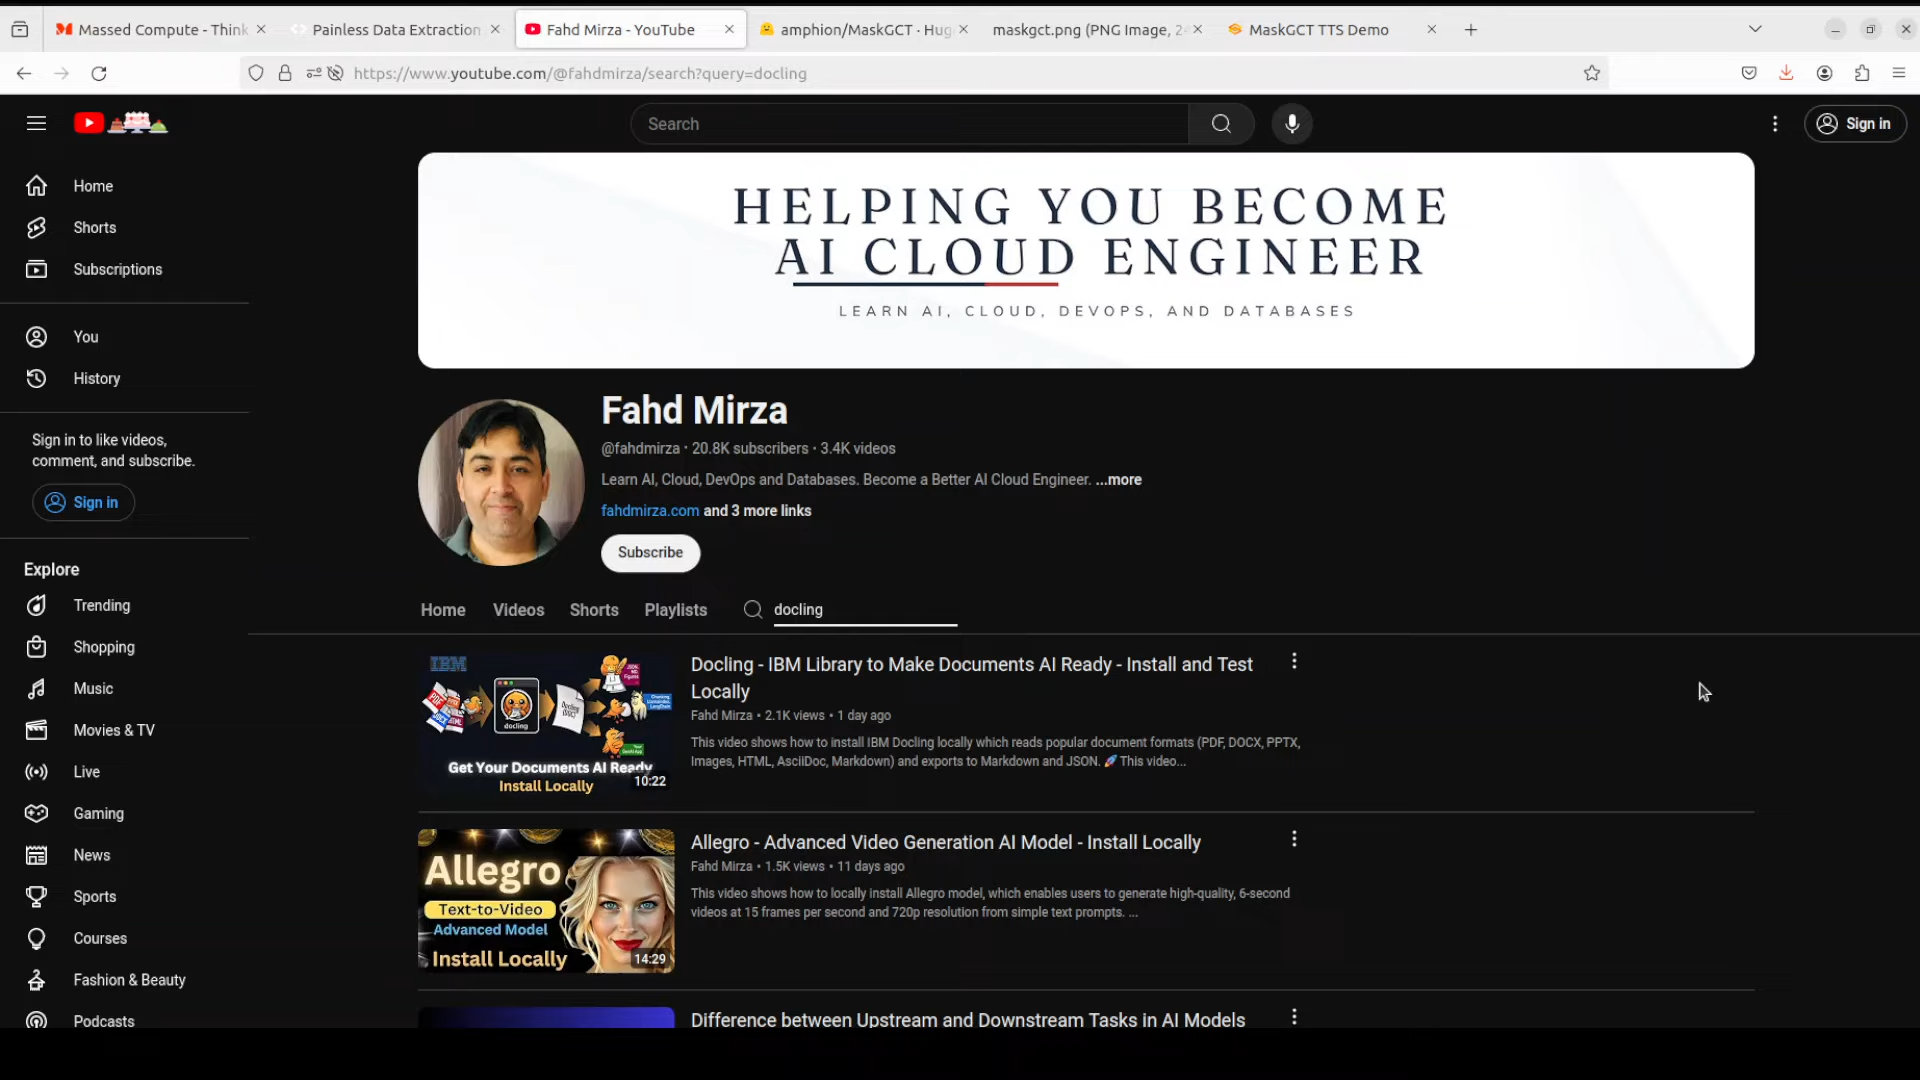 Massed Compute - Think
Painless Data Extraction
Fahd Mirza - YouTube
amphion/MaskGCT · Hug
maskgct.png (PNG Image, 2
MaskGCT TTS Demo
https://www.youtube.com/@fahdmirza/search?query=docling
Search
Sign in
Home
Shorts
Subscriptions
You
History
Sign in to like videos,
comment, and subscribe.
Sign in
Explore
Trending
Shopping
Music
Movies & TV
Live
Gaming
News
Sports
Courses
Fashion & Beauty
Podcasts
HELPING YOU BECOME
AI CLOUD ENGINEER
LEARN AI, CLOUD, DEVOPS, AND DATABASES
Fahd Mirza
@fahdmirza · 20.8K subscribers · 3.4K videos
Learn AI, Cloud, DevOps and Databases. Become a Better AI Cloud Engineer. ...more
fahdmirza.com and 3 more links
Subscribe
Home
Videos
Shorts
Playlists
docling
IBM
docling
Get Your Documents AI Ready
Install Locally
10:22
Docling - IBM Library to Make Documents AI Ready - Install and Test
Locally
Fahd Mirza • 2.1K views • 1 day ago
This video shows how to install IBM Docling locally which reads popular document formats (PDF, DOCX, PPTX,
Images, HTML, AsciiDoc, Markdown) and exports to Markdown and JSON. 🚀 This video...
Allegro
Text-to-Video
Advanced Model
Install Locally
14:29
Allegro - Advanced Video Generation AI Model - Install Locally
Fahd Mirza • 1.5K views • 11 days ago
This video shows how to locally install Allegro model, which enables users to generate high-quality, 6-second
videos at 15 frames per second and 720p resolution from simple text prompts. ...
Difference between Upstream and Downstream Tasks in AI Models